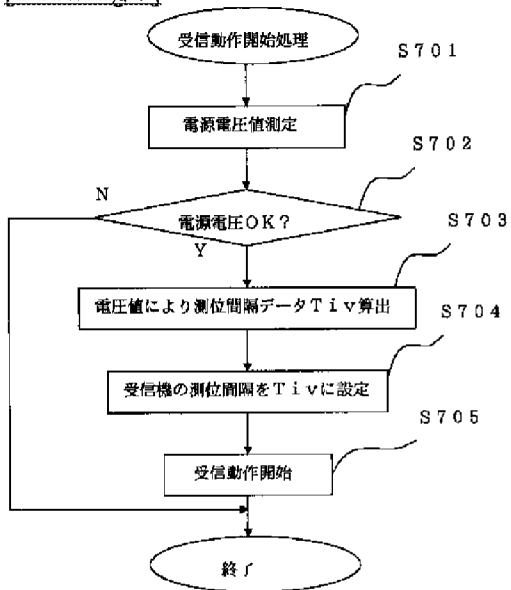 受信動作開始処理
S701
電源電圧値測定
S702
N
電源電圧OK?
Y
S703
電圧値により測位間隔データTiv算出
S704
受信機の測位間隔をTivに設定
S705
受信動作開始
終了